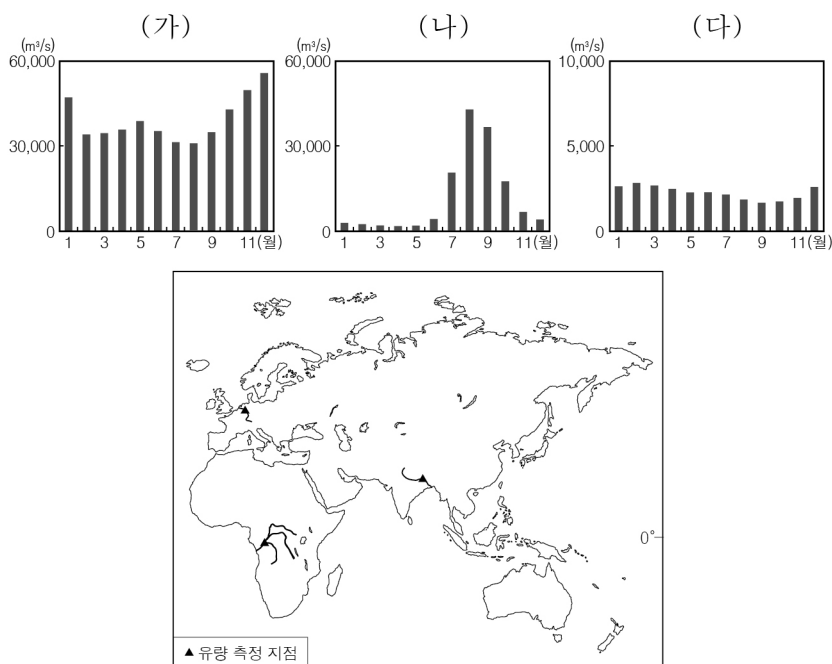 (가) (나) (다)
(m³/s) (m³/s) (m³/s)
60,000 60,000 10,000
30,000 30,000 5,000
0 0 0
1 3 5 7 9 11(월) 1 3 5 7 9 11(월) 1 3 5 7 9 11(월)
0°
▲ 유량 측정 지점